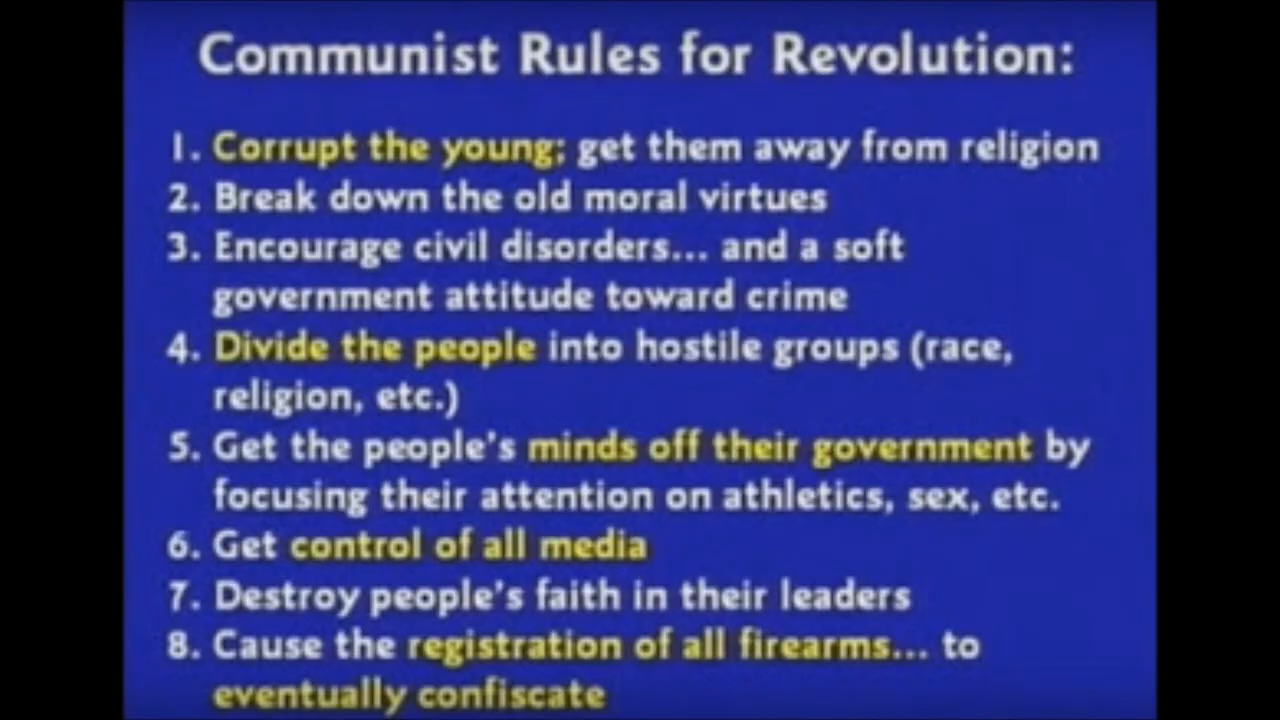 Communist Rules for Revolution:
1. Corrupt the young; get them away from religion
2. Break down the old moral virtues
3. Encourage civil disorders... and a soft
government attitude toward crime
4. Divide the people into hostile groups (race,
religion, etc.)
5. Get the people's minds off their government by
focusing their attention on athletics, sex, etc.
6. Get control of all media
7. Destroy people's faith in their leaders
8. Cause the registration of all firearms... to
eventually confiscate